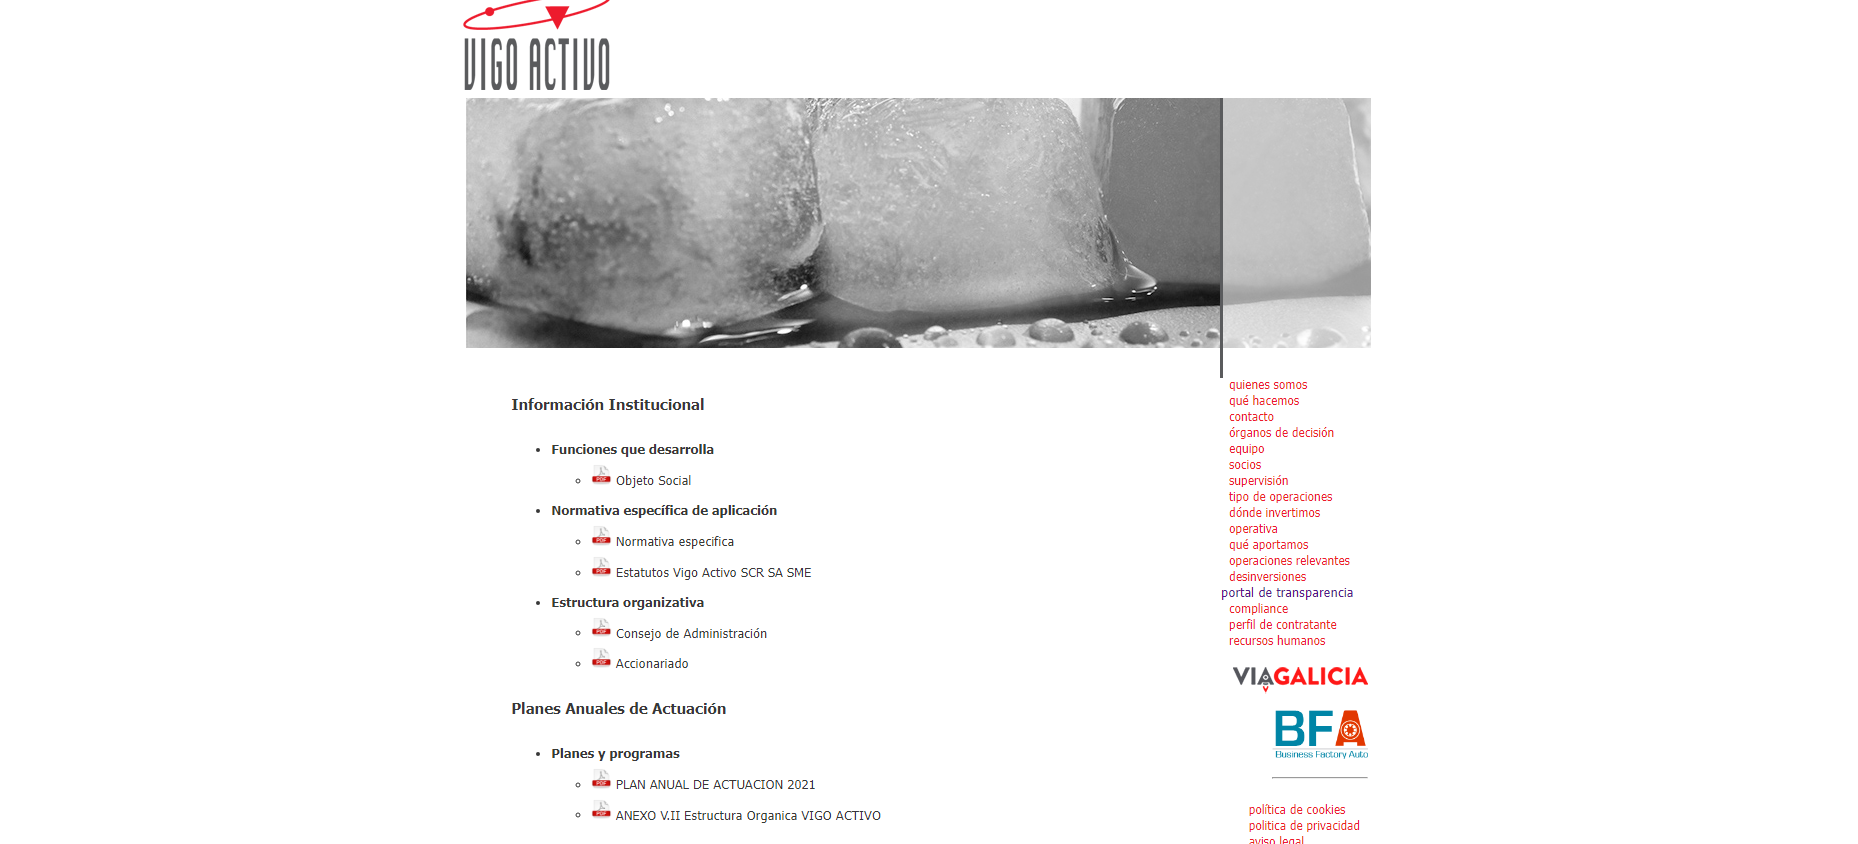 VIGO ACTIVO
Información Institucional
Funciones que desarrolla
Objeto Social
Normativa específica de aplicación
Normativa especifica
Estatutos Vigo Activo SCR SA SME
Estructura organizativa
Consejo de Administración
Accionariado
Planes Anuales de Actuación
Planes y programas
PLAN ANUAL DE ACTUACION 2021
ANEXO V.II Estructura Organica VIGO ACTIVO
quienes somos
qué hacemos
contacto
órganos de decisión
equipo
socios
supervisión
tipo de operaciones
dónde invertimos
operativa
qué aportamos
operaciones relevantes
desinversiones
portal de transparencia
compliance
perfil de contratante
recursos humanos
VIAGALICIA
BFA
Business Factory Auto
política de cookies
politica de privacidad
aviso legal